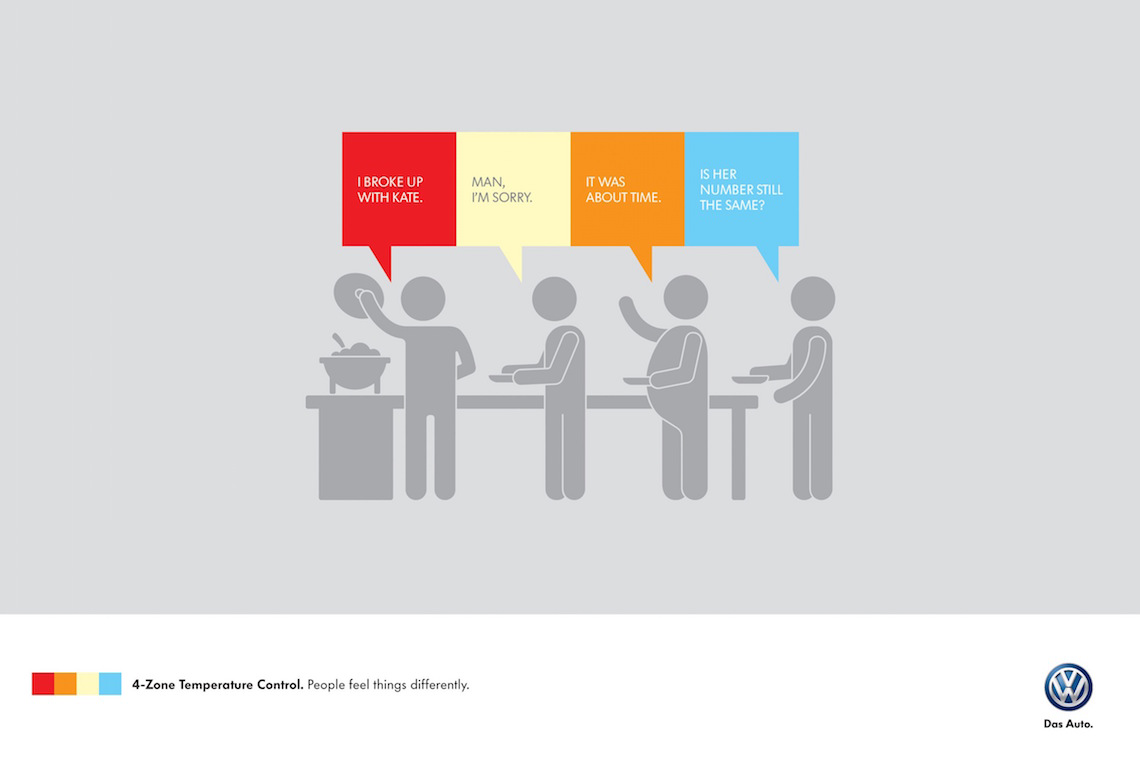 I BROKE UP
WITH KATE.
MAN,
I'M SORRY.
IT WAS
ABOUT TIME.
IS HER
NUMBER STILL
THE SAME?
4-Zone Temperature Control. People feel things differently.
VW
Das Auto.